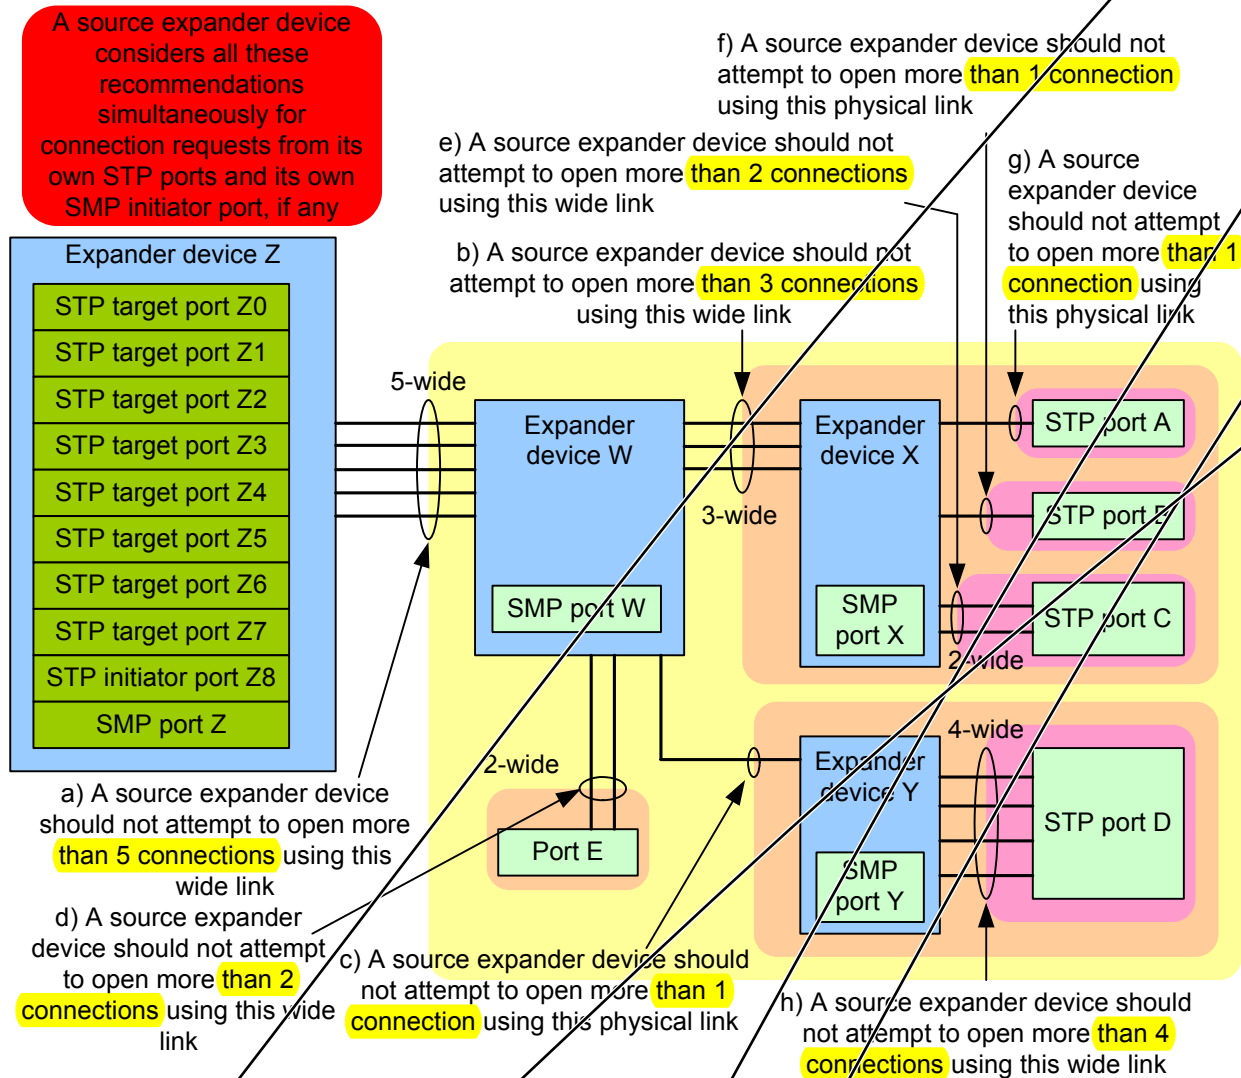 A source expander device
considers all these
recommendations
simultaneously for
connection requests from its
own STP ports and its own
SMP initiator port, if any
f) A source expander device should not
attempt to open more than 1 connection
using this physical link
e) A source expander device should not
attempt to open more than 2 connections
using this wide link
g) A source
expander device
should not attempt
to open more than 1
connection using
this physical link
b) A source expander device should not
attempt to open more than 3 connections
using this wide link
Expander device Z
STP target port Z0
STP target port Z1
STP target port Z2
STP target port Z3
STP target port Z4
STP target port Z5
STP target port Z6
STP target port Z7
STP initiator port Z8
SMP port Z
5-wide
Expander
device W
SMP port W
3-wide
Expander
device X
SMP
port X
STP port A
STP port B
STP port C
2-wide
2-wide
Port E
Expander
device Y
SMP
port Y
4-wide
STP port D
a) A source expander device
should not attempt to open more
than 5 connections using this
wide link
d) A source expander
device should not attempt
to open more than 2
connections using this wide
link
c) A source expander device should
not attempt to open more than 1
connection using this physical link
h) A source expander device should
not attempt to open more than 4
connections using this wide link